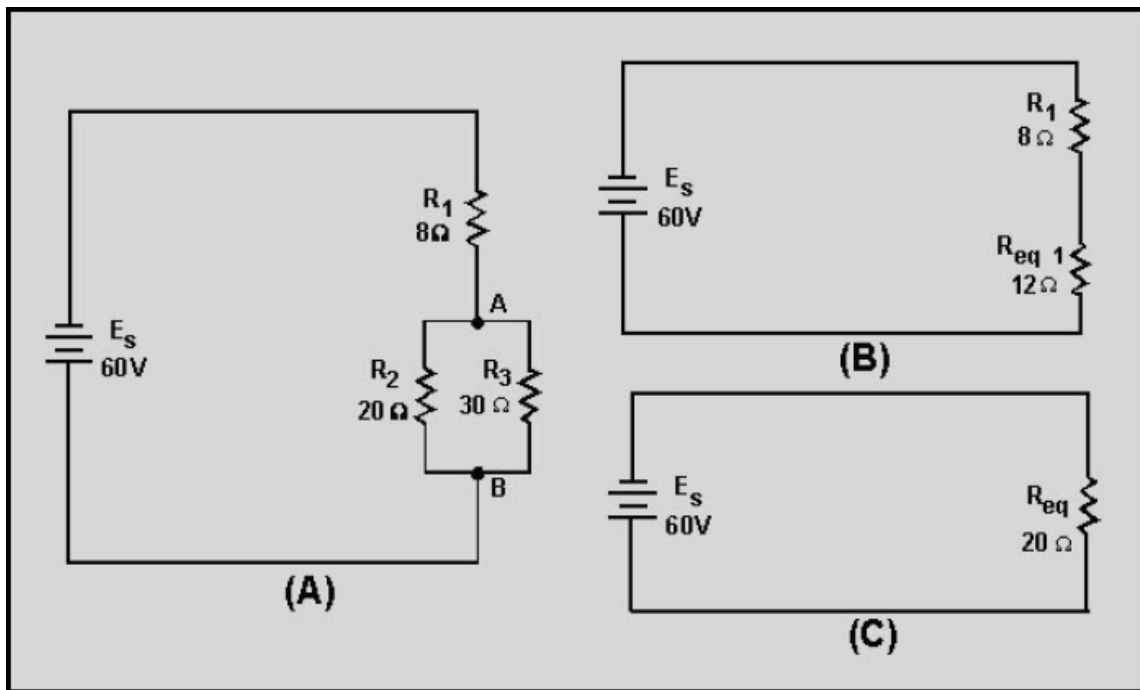 E_s
60V
R_1
8Ω
A
R_2
20 Ω
R_3
30 Ω
B
(A)
E_s
60V
R_1
8 Ω
R_eq 1
12 Ω
(B)
E_s
60V
R_eq
20 Ω
(C)